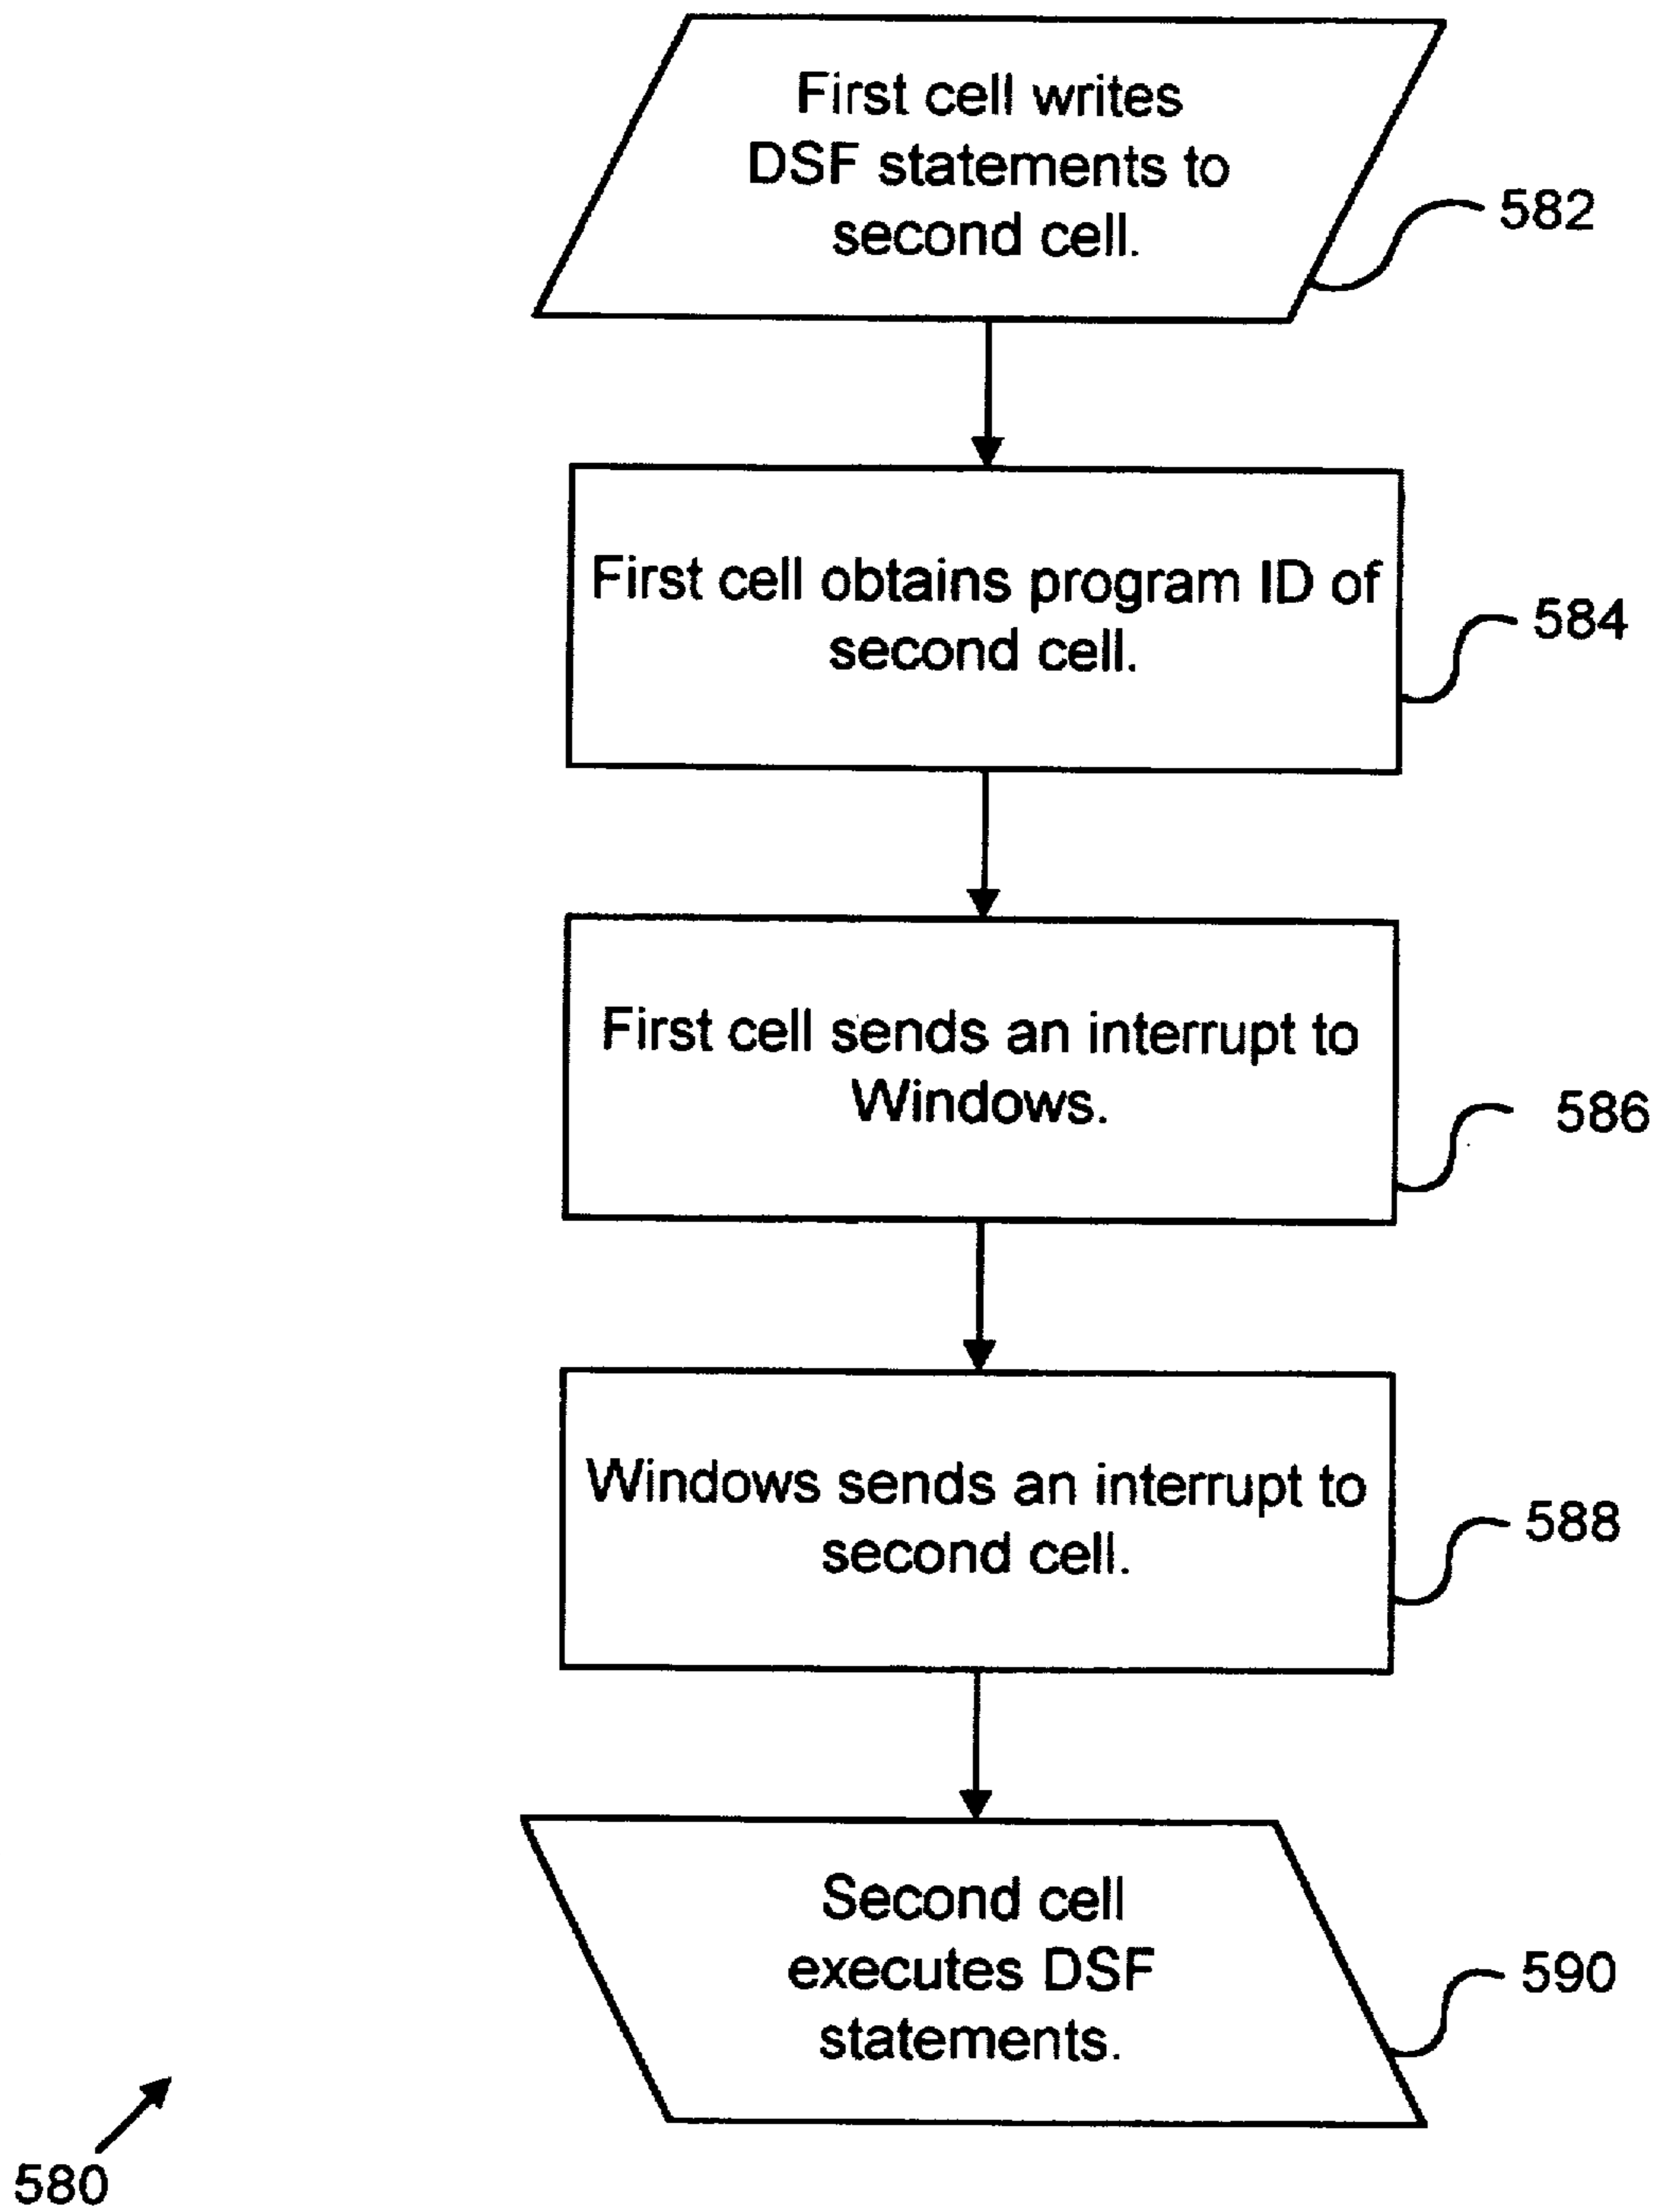 First cell writes
DSF statements to
second cell.
582
First cell obtains program ID of
second cell.
584
First cell sends an interrupt to
Windows.
586
Windows sends an interrupt to
second cell.
588
Second cell
executes DSF
statements.
590
580